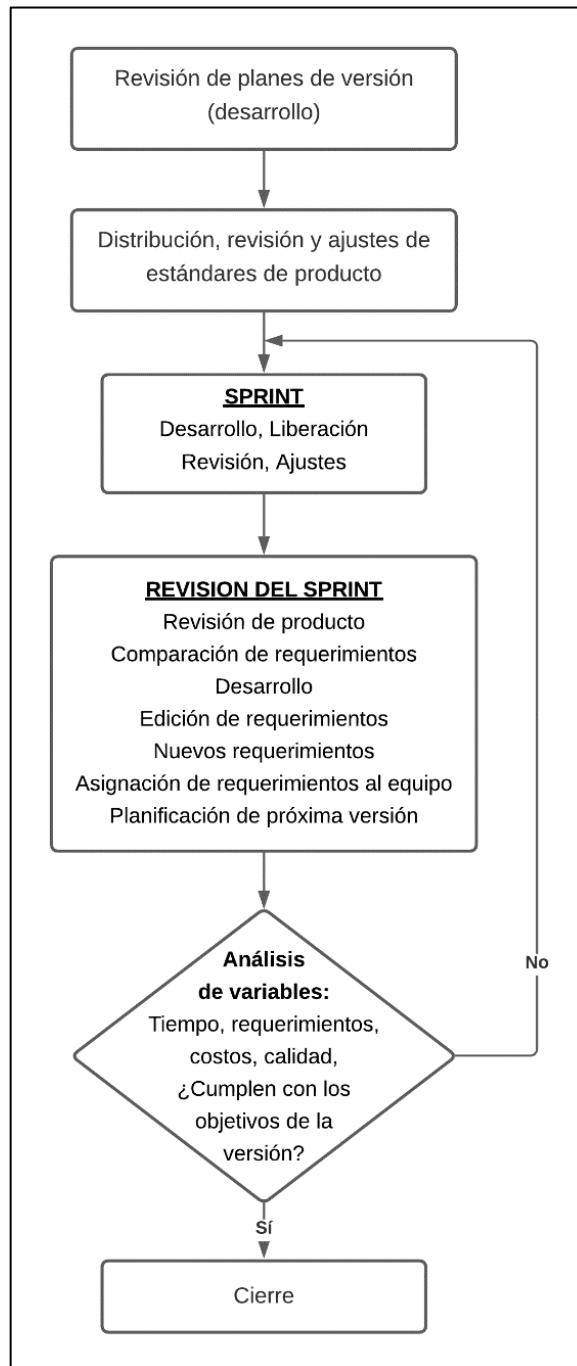 Revisión de planes de versión
(desarrollo)
Distribución, revisión y ajustes de
estándares de producto
SPRINT
Desarrollo, Liberación
Revisión, Ajustes
REVISION DEL SPRINT
Revisión de producto
Comparación de requerimientos
Desarrollo
Edición de requerimientos
Nuevos requerimientos
Asignación de requerimientos al equipo
Planificación de próxima versión
Análisis
de variables:
Tiempo, requerimientos,
costos, calidad,
¿Cumplen con los
objetivos de la
versión?
No
Sí
Cierre